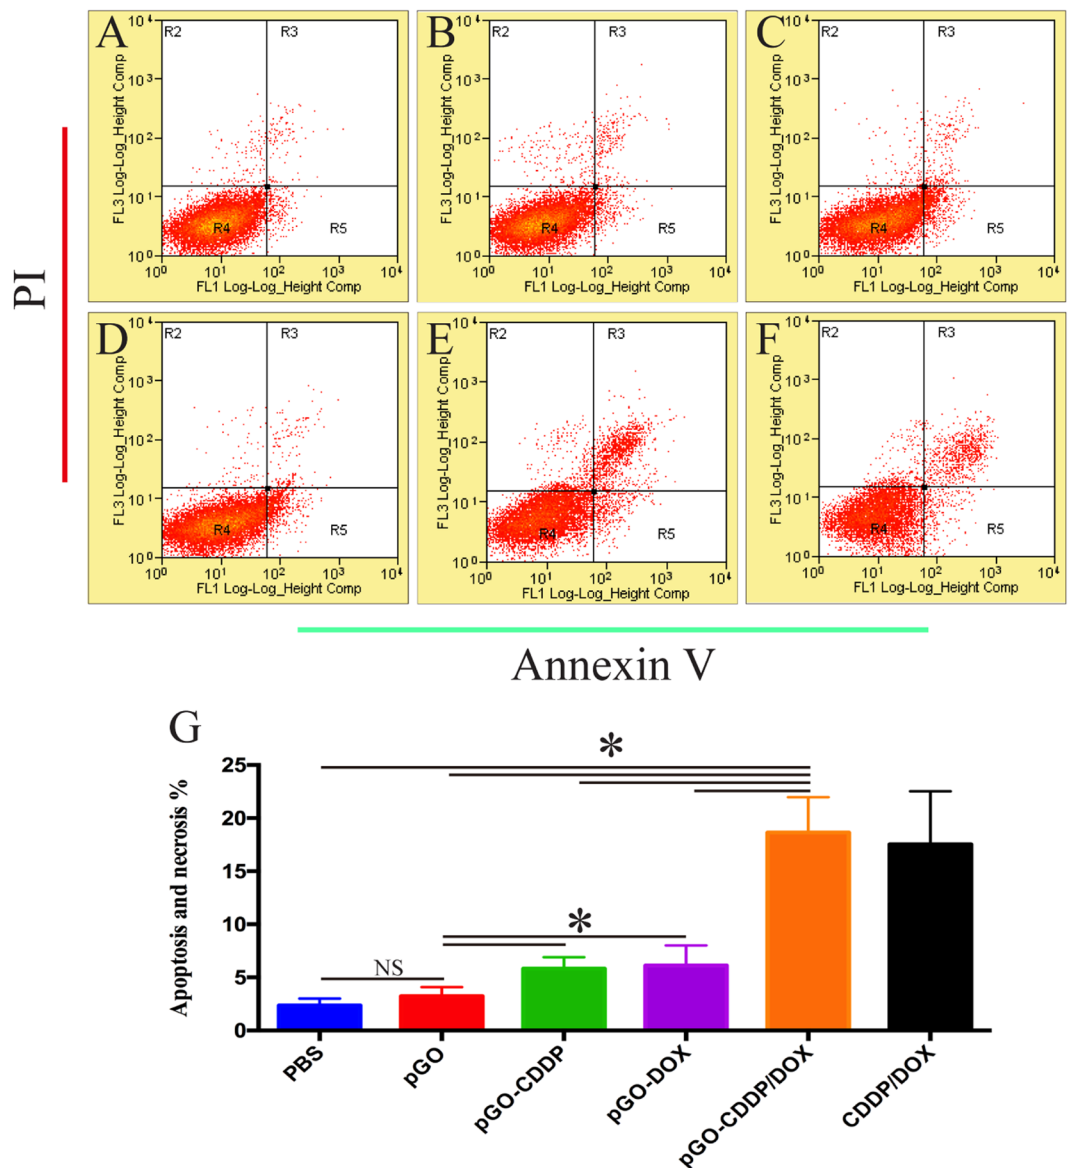 A
R2
R3
R4
R5
10⁴
10³
10²
10¹
10⁰
FL3 Log-Log_Height Comp
10⁰ 10¹ 10² 10³ 10⁴
FL1 Log-Log_Height Comp
B
R2
R3
R4
R5
10⁴
10³
10²
10¹
10⁰
FL3 Log-Log_Height Comp
10⁰ 10¹ 10² 10³ 10⁴
FL1 Log-Log_Height Comp
C
R2
R3
R4
R5
10⁴
10³
10²
10¹
10⁰
FL3 Log-Log_Height Comp
10⁰ 10¹ 10² 10³ 10⁴
FL1 Log-Log_Height Comp
PI
D
R2
R3
R4
R5
10⁴
10³
10²
10¹
10⁰
FL3 Log-Log_Height Comp
10⁰ 10¹ 10² 10³ 10⁴
FL1 Log-Log_Height Comp
E
R2
R3
R4
R5
10⁴
10³
10²
10¹
10⁰
FL3 Log-Log_Height Comp
10⁰ 10¹ 10² 10³ 10⁴
FL1 Log-Log_Height Comp
F
R2
R3
R4
R5
10⁴
10³
10²
10¹
10⁰
FL3 Log-Log_Height Comp
10⁰ 10¹ 10² 10³ 10⁴
FL1 Log-Log_Height Comp
Annexin V
G
Apoptosis and necrosis %
25
20
15
10
5
0
*
*
NS
PBS
pGO
pGO-CDDP
pGO-DOX
pGO-CDDP/DOX
CDDP/DOX